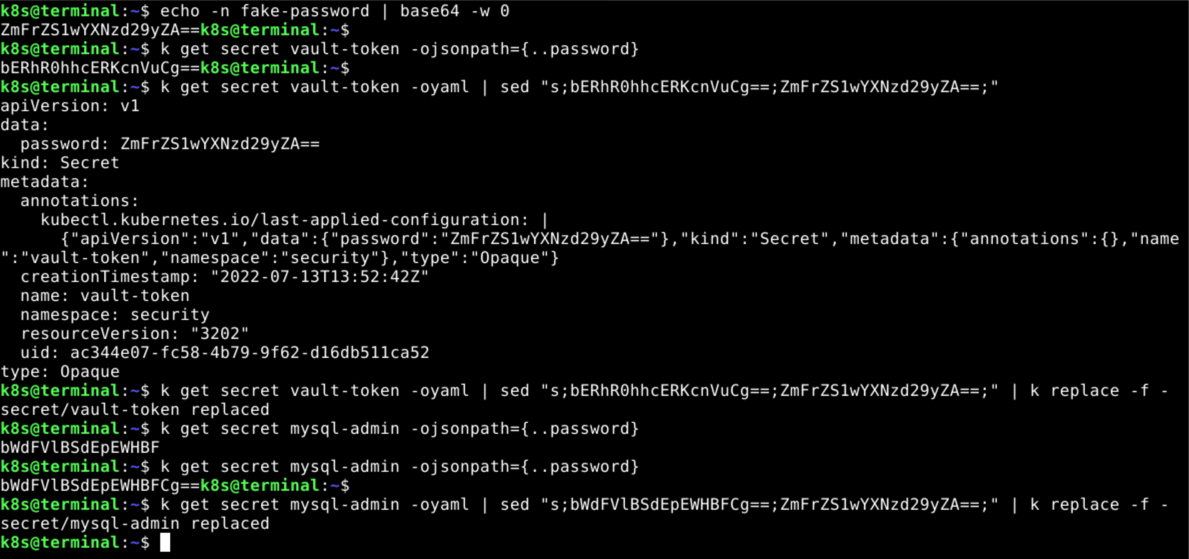 k8s@terminal:~$ echo -n fake-password | base64 -w 0
ZmFrZS1wYXNzd29yZA==k8s@terminal:~$
k8s@terminal:~$ k get secret vault-token -ojsonpath={..password}
bERhR0hhcERKcnVuCg==k8s@terminal:~$
k8s@terminal:~$ k get secret vault-token -oyaml | sed "s;bERhR0hhcERKcnVuCg==;ZmFrZS1wYXNzd29yZA==;"
apiVersion: v1
data:
  password: ZmFrZS1wYXNzd29yZA==
kind: Secret
metadata:
  annotations:
    kubectl.kubernetes.io/last-applied-configuration: |
      {"apiVersion":"v1","data":{"password":"ZmFrZS1wYXNzd29yZA=="},"kind":"Secret","metadata":{"annotations":{},"name
":"vault-token","namespace":"security"},"type":"Opaque"}
  creationTimestamp: "2022-07-13T13:52:42Z"
  name: vault-token
  namespace: security
  resourceVersion: "3202"
  uid: ac344e07-fc58-4b79-9f62-d16db511ca52
type: Opaque
k8s@terminal:~$ k get secret vault-token -oyaml | sed "s;bERhR0hhcERKcnVuCg==;ZmFrZS1wYXNzd29yZA==;" | k replace -f -
secret/vault-token replaced
k8s@terminal:~$ k get secret mysql-admin -ojsonpath={..password}
bWdFVlBSdEpEWHBF
k8s@terminal:~$ k get secret mysql-admin -ojsonpath={..password}
bWdFVlBSdEpEWHBFCg==k8s@terminal:~$
k8s@terminal:~$ k get secret mysql-admin -oyaml | sed "s;bWdFVlBSdEpEWHBFCg==;ZmFrZS1wYXNzd29yZA==;" | k replace -f -
secret/mysql-admin replaced
k8s@terminal:~$